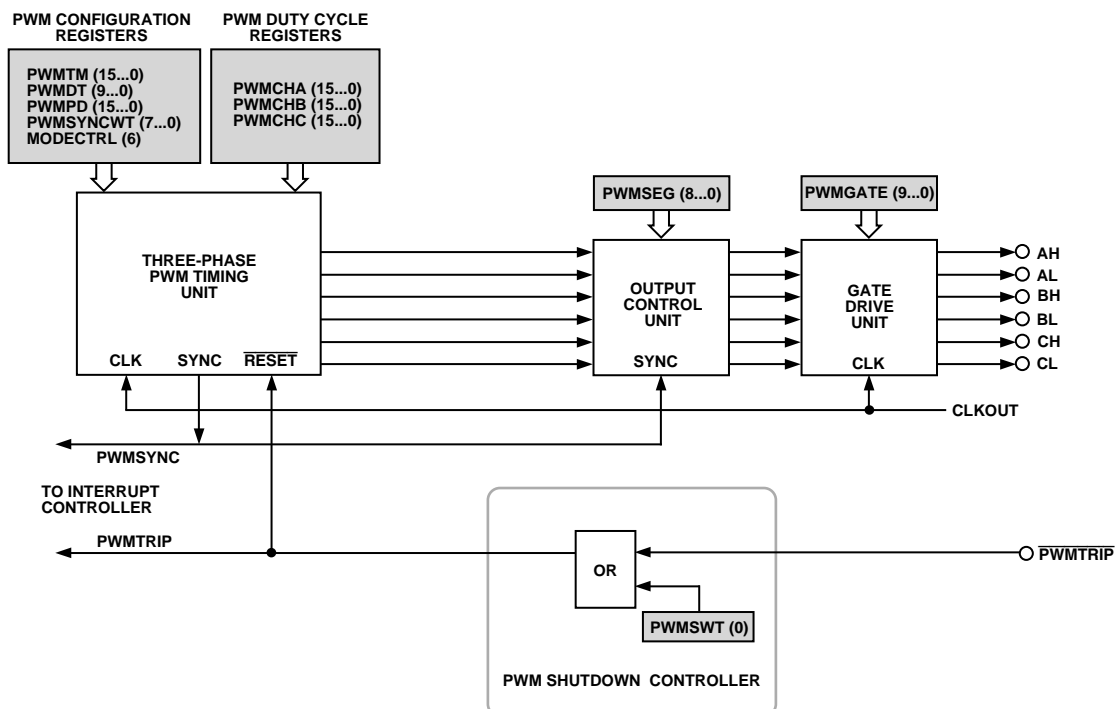 PWM CONFIGURATION
REGISTERS
PWM DUTY CYCLE
REGISTERS
PWMTM (15...0)
PWMDT (9...0)
PWMPD (15...0)
PWMSYNCWT (7...0)
MODECTRL (6)
PWMCHA (15...0)
PWMCHB (15...0)
PWMCHC (15...0)
PWMSEG (8...0)
PWMGATE (9...0)
THREE-PHASE
PWM TIMING
UNIT
CLK SYNC RESET
OUTPUT
CONTROL
UNIT
SYNC
GATE
DRIVE
UNIT
CLK
AH
AL
BH
BL
CH
CL
CLKOUT
PWMSYNC
TO INTERRUPT
CONTROLLER
PWMTRIP
OR
PWMTRIP
PWMSWT (0)
PWM SHUTDOWN CONTROLLER